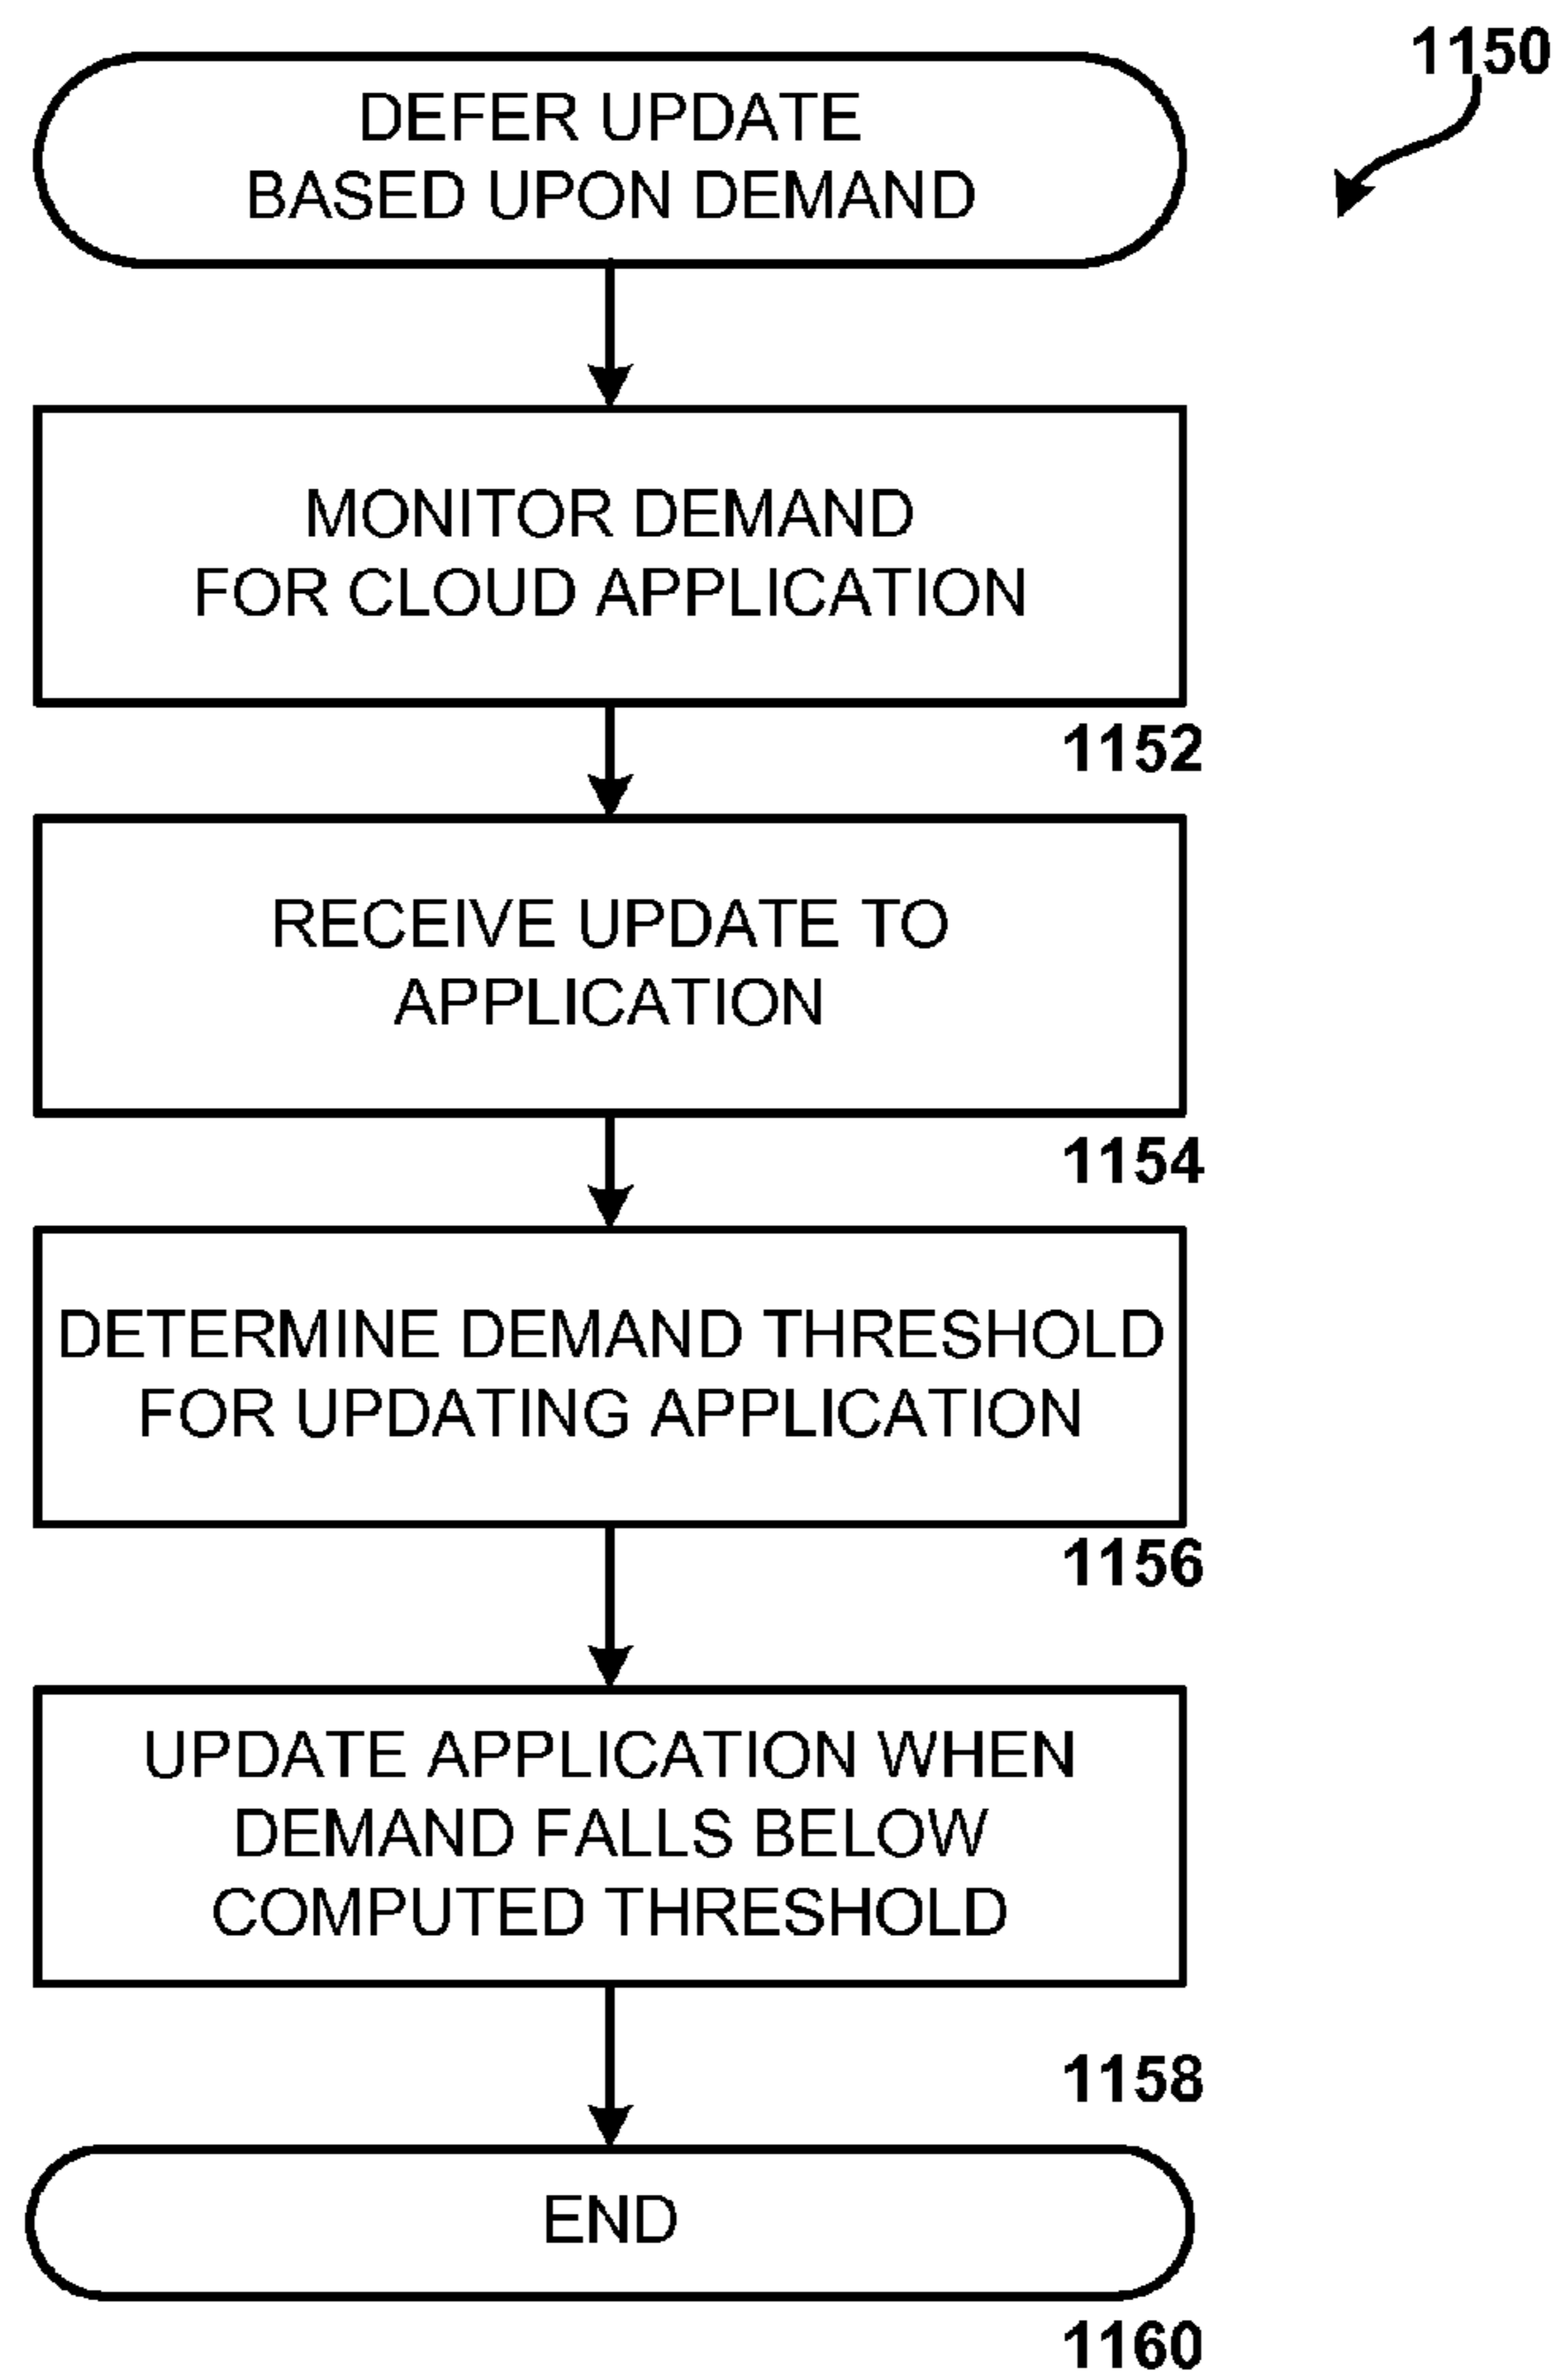 1150
DEFER UPDATE
BASED UPON DEMAND
MONITOR DEMAND
FOR CLOUD APPLICATION
1152
RECEIVE UPDATE TO
APPLICATION
1154
DETERMINE DEMAND THRESHOLD
FOR UPDATING APPLICATION
1156
UPDATE APPLICATION WHEN
DEMAND FALLS BELOW
COMPUTED THRESHOLD
1158
END
1160